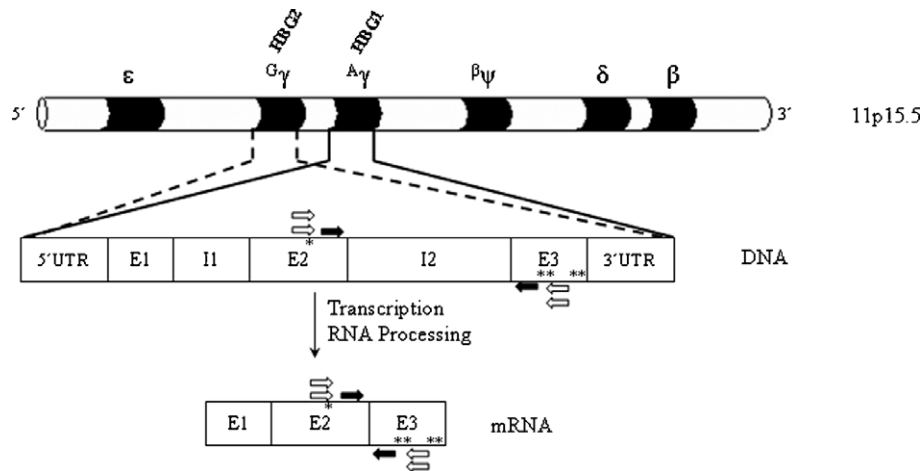 HBG2 HBG1
ε Gγ Aγ βψ δ β
5´ 3´ 11p15.5
5´UTR E1 I1 E2 I2 E3 3´UTR DNA
* ** **
Transcription
RNA Processing
E1 E2 E3 mRNA
* ** **